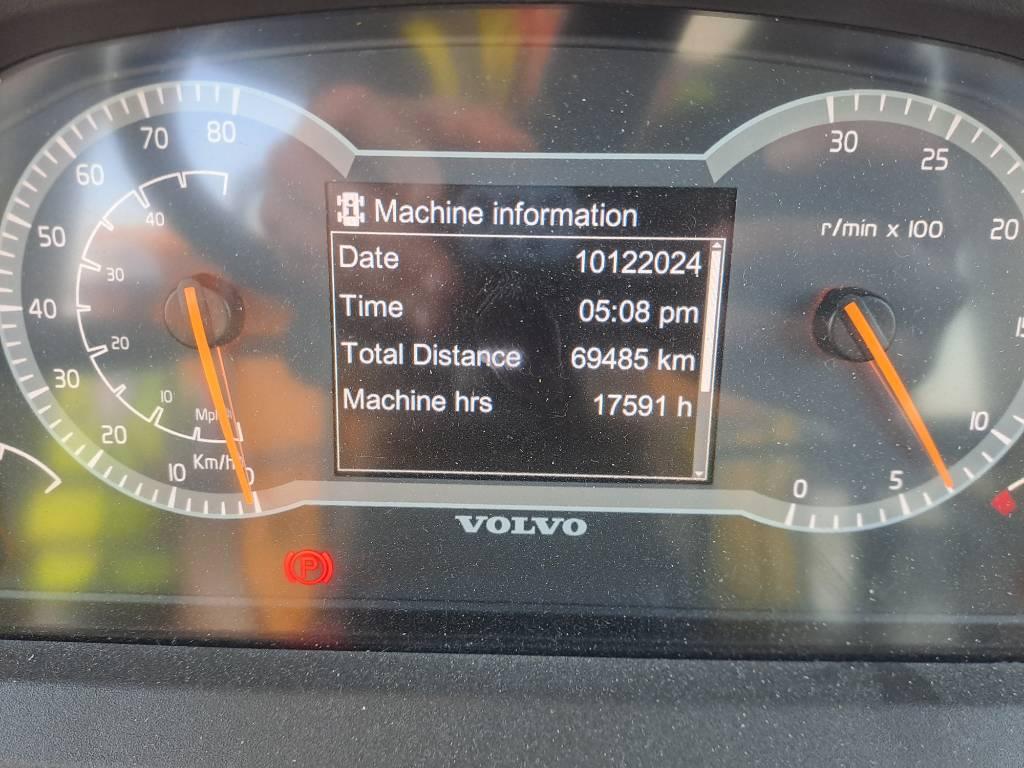 Machine information
Date 10122024
Time 05:08 pm
Total Distance 69485 km
Machine hrs 17591 h
80
70
60
50
40
30
20
10
0
40
30
20
10
Km/h
30
25
20
10
5
0
r/min x 100
VOLVO
P